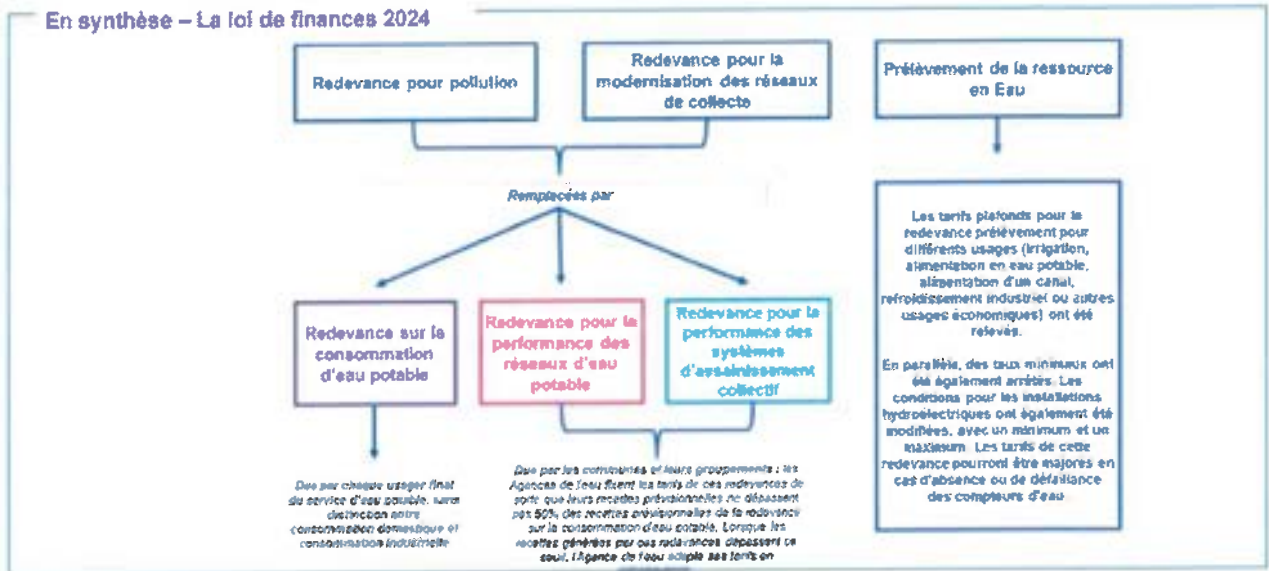 En synthèse – La loi de finances 2024
Redevance pour pollution
Redevance pour la
modernisation des réseaux
de collecte
Prélèvement de la ressource
en Eau
Remplacées par
Redevance sur la
consommation
d'eau potable
Redevance pour la
performance des
réseaux d'eau
potable
Redevance pour la
performance des
systèmes
d'assainissement
collectif
Les tarifs plafonds pour la
redevance prélèvement pour
différents usages (irrigation,
alimentation en eau potable,
alimentation d'un canal,
refroidissement industriel ou autres
usages économiques) ont été
relevés.
En parallèle, des taux minimaux ont
été également arrêtés. Les
conditions pour les installations
hydroélectriques ont également été
modifiées, avec un minimum et un
maximum. Les tarifs de cette
redevance pourront être majorés en
cas d'absence ou de défaillance
des compteurs d'eau
Due par chaque usager final
du service d'eau potable, sans
distinction entre
consommation domestique et
consommation industrielle
Due par les communes et leurs groupements : les
Agences de l'eau fixent les tarifs de ces redevances de
sorte que leurs recettes prévisionnelles ne dépassent
pas 50% des recettes prévisionnelles de la redevance
sur la consommation d'eau potable. Lorsque les
recettes générées par ces redevances dépassent ce
seuil, l'Agence de l'eau adapte ses tarifs en